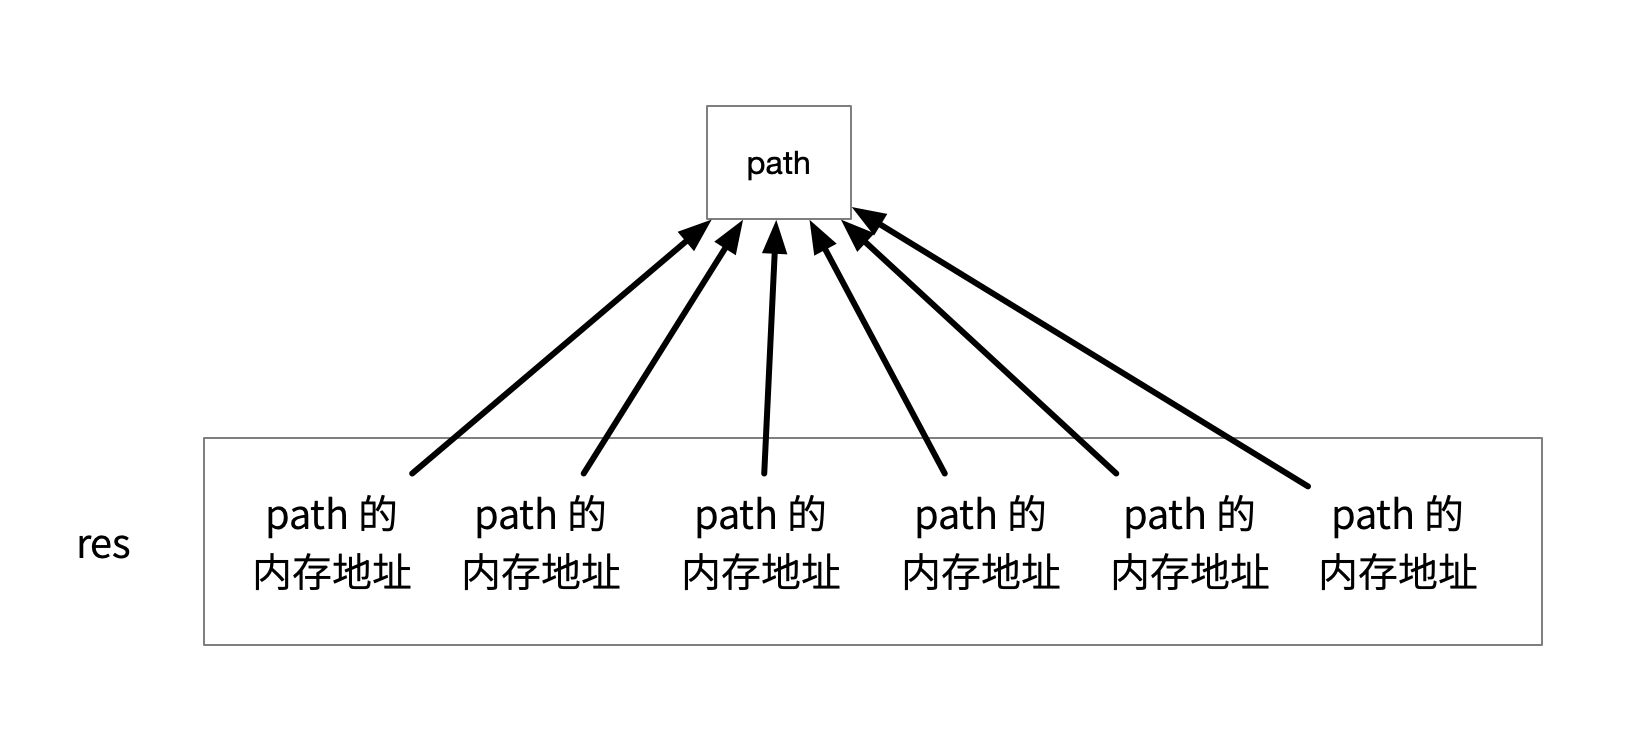 path
res
path 的
内存地址
path 的
内存地址
path 的
内存地址
path 的
内存地址
path 的
内存地址
path 的
内存地址